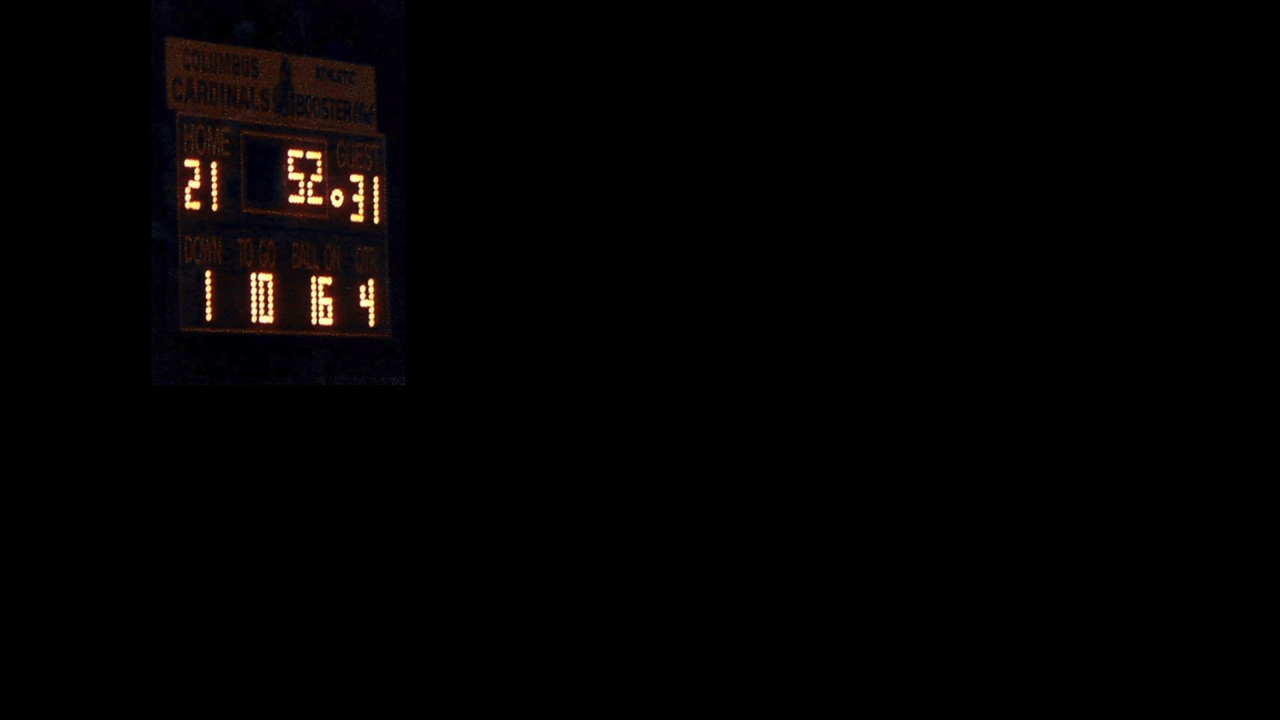 COLUMBUS ATHLETIC
CARDINALS BOOSTER
HOME 52 GUEST
21 31
DOWN TO GO BALL ON QTR
1 10 16 4